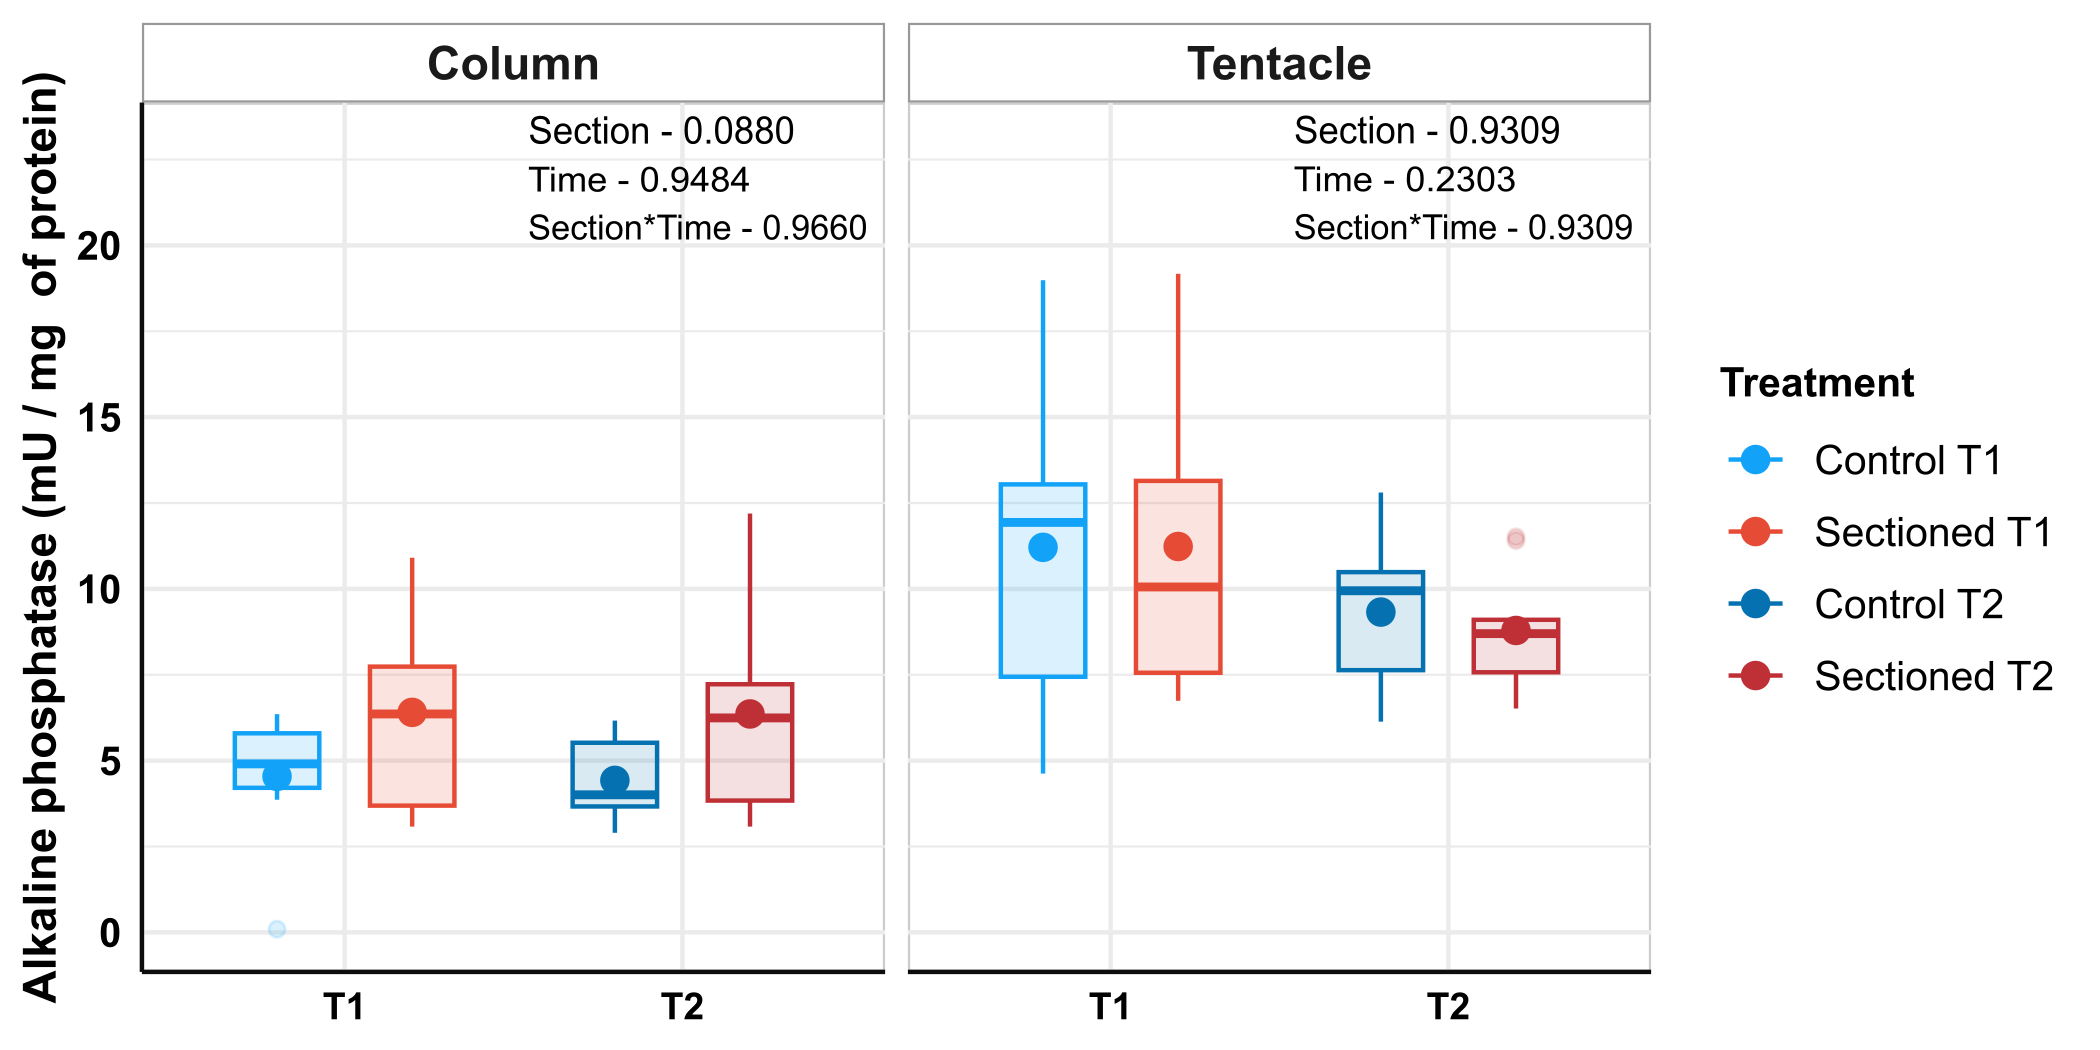 Column
Tentacle
Section - 0.0880
Time - 0.9484
Section*Time - 0.9660
Section - 0.9309
Time - 0.2303
Section*Time - 0.9309
Alkaline phosphatase (mU / mg  of protein)
20
15
10
5
0
T1
T2
T1
T2
Treatment
Control T1
Sectioned T1
Control T2
Sectioned T2